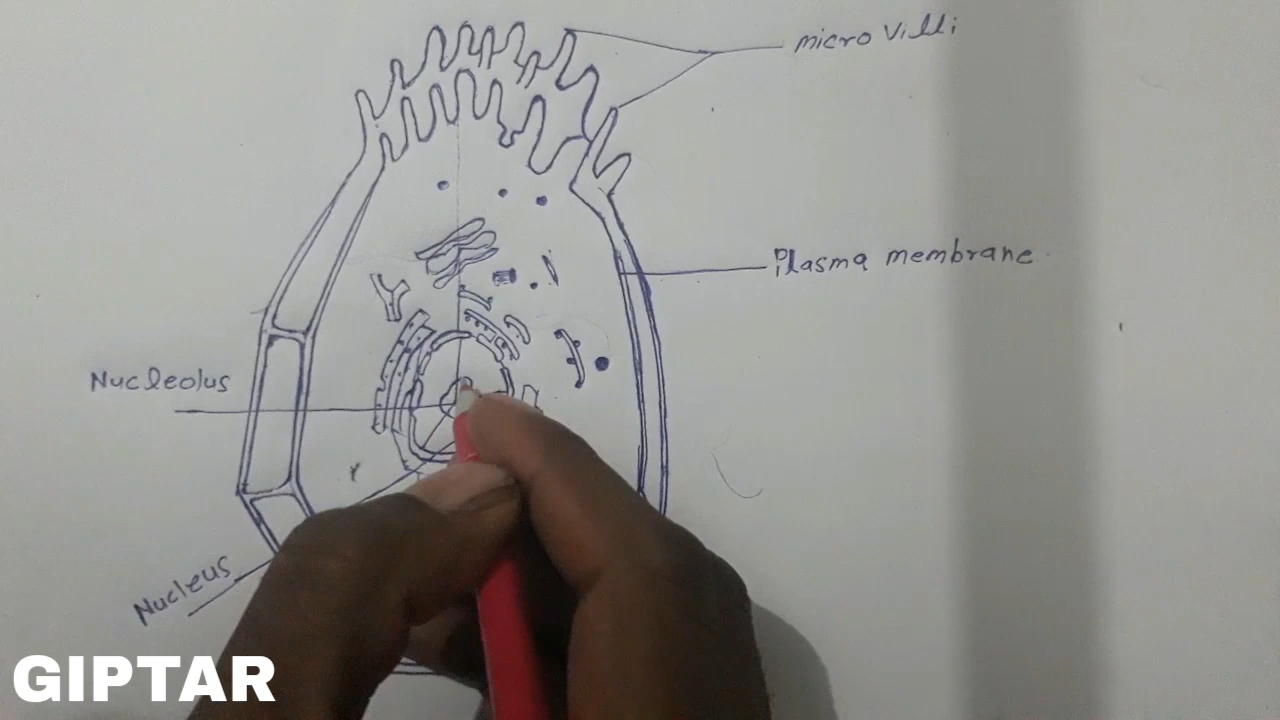 micro villi
Plasma membrane
Nucleolus
Nucleus
GIPTAR